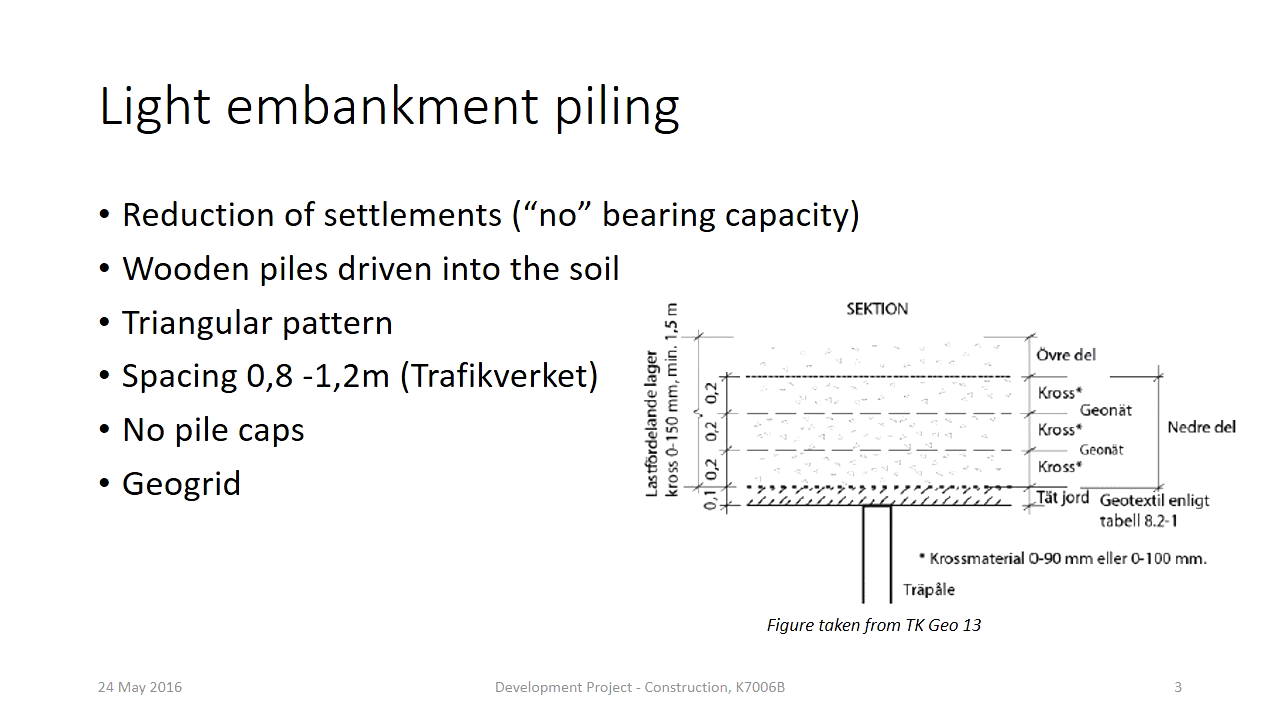 Light embankment piling
• Reduction of settlements (“no” bearing capacity)
• Wooden piles driven into the soil
• Triangular pattern
• Spacing 0,8 -1,2m (Trafikverket)
• No pile caps
• Geogrid
SEKTION
Lastfördelande lager
kross 0-150 mm, min. 1,5 m
0,2
0,2
0,2
0,1
Övre del
Kross*
Geonät
Kross*
Geonät
Kross*
Nedre del
Tät jord
Geotextil enligt
tabell 8.2-1
* Krossmaterial 0-90 mm eller 0-100 mm.
Träpåle
Figure taken from TK Geo 13
24 May 2016
Development Project - Construction, K7006B
3